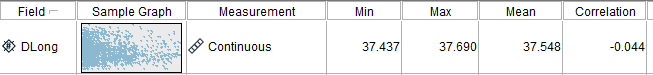 Field Sample Graph Measurement Min Max Mean Correlation
DLong Continuous 37.437 37.690 37.548 -0.044